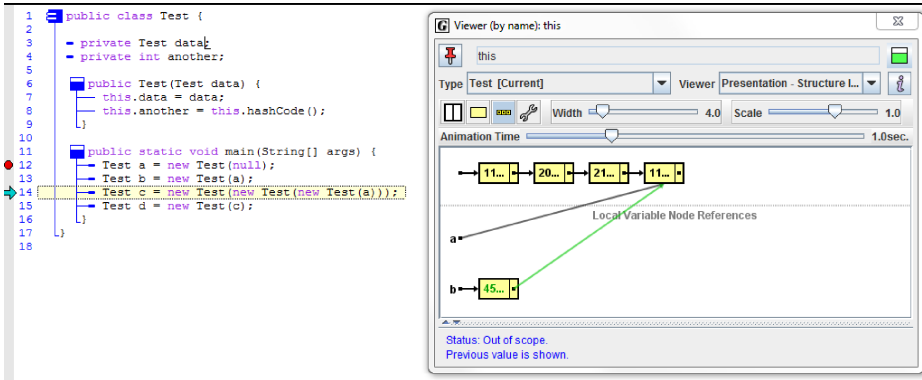 1 public class Test {
2
3 private Test data;
4 private int another;
5
6 public Test(Test data) {
7 this.data = data;
8 this.another = this.hashCode();
9 }
10
11 public static void main(String[] args) {
12 Test a = new Test(null);
13 Test b = new Test(a);
14 Test c = new Test(new Test(new Test(a)));
15 Test d = new Test(c);
16 }
17 }
18
G Viewer (by name): this
this
Type Test [Current] Viewer Presentation - Structure I...
Width 4.0 Scale 1.0
Animation Time 1.0sec.
11... 20... 21... 11...
Local Variable Node References
a
b 45...
Status: Out of scope.
Previous value is shown.